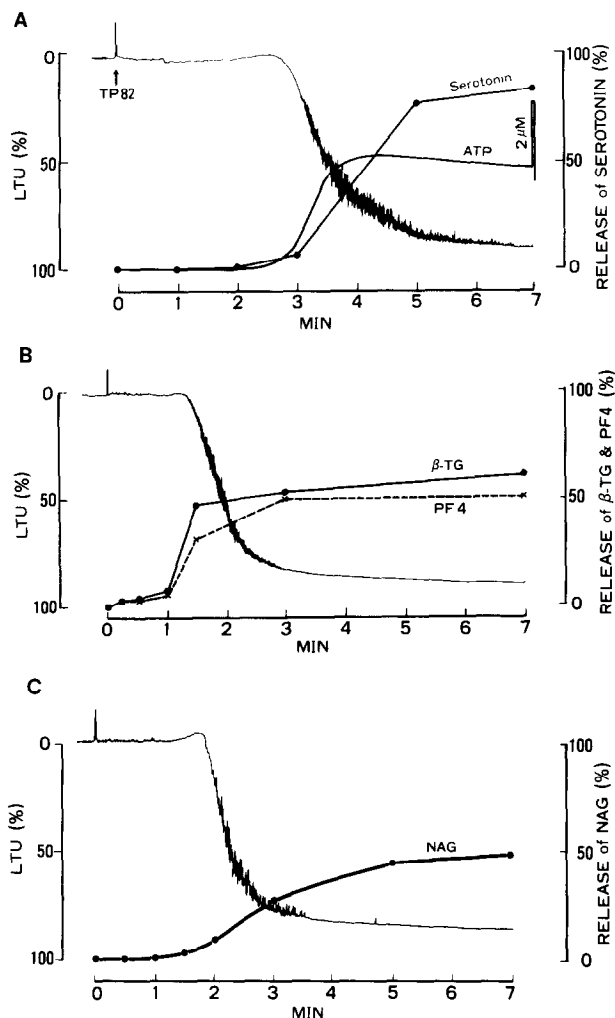 A
0
50
100
LTU (%)
TP82
Serotonin
ATP
2 μM
100
50
0
RELEASE of SEROTONIN (%)
0 1 2 3 4 5 6 7
MIN
B
0
50
100
LTU (%)
β-TG
PF4
100
50
0
RELEASE of β-TG & PF4 (%)
0 1 2 3 4 5 6 7
MIN
C
0
50
100
LTU (%)
NAG
100
50
0
RELEASE of NAG (%)
0 1 2 3 4 5 6 7
MIN